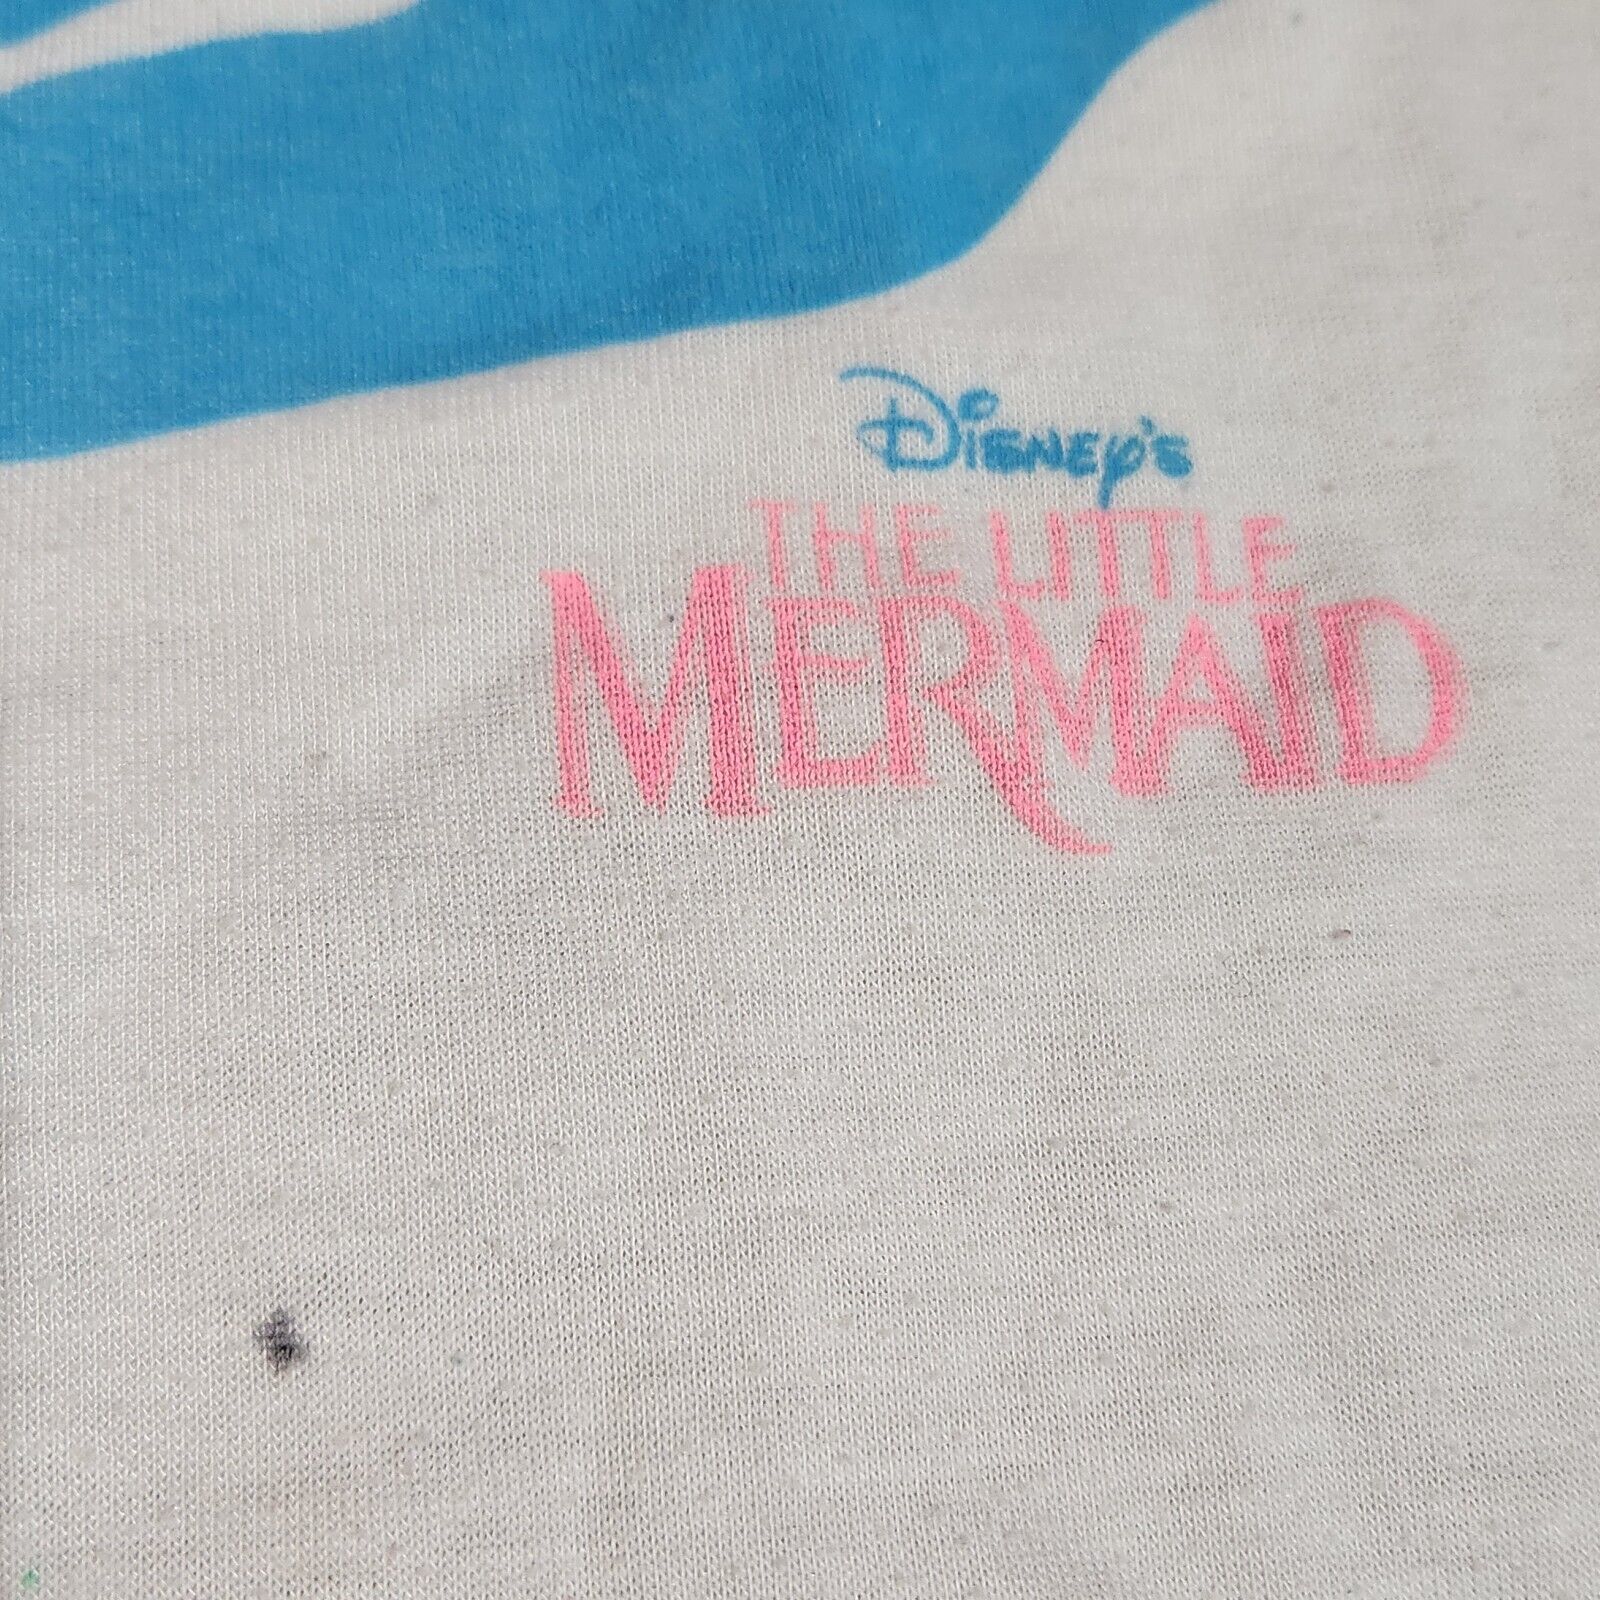 Disney's
THE LITTLE
MERMAID